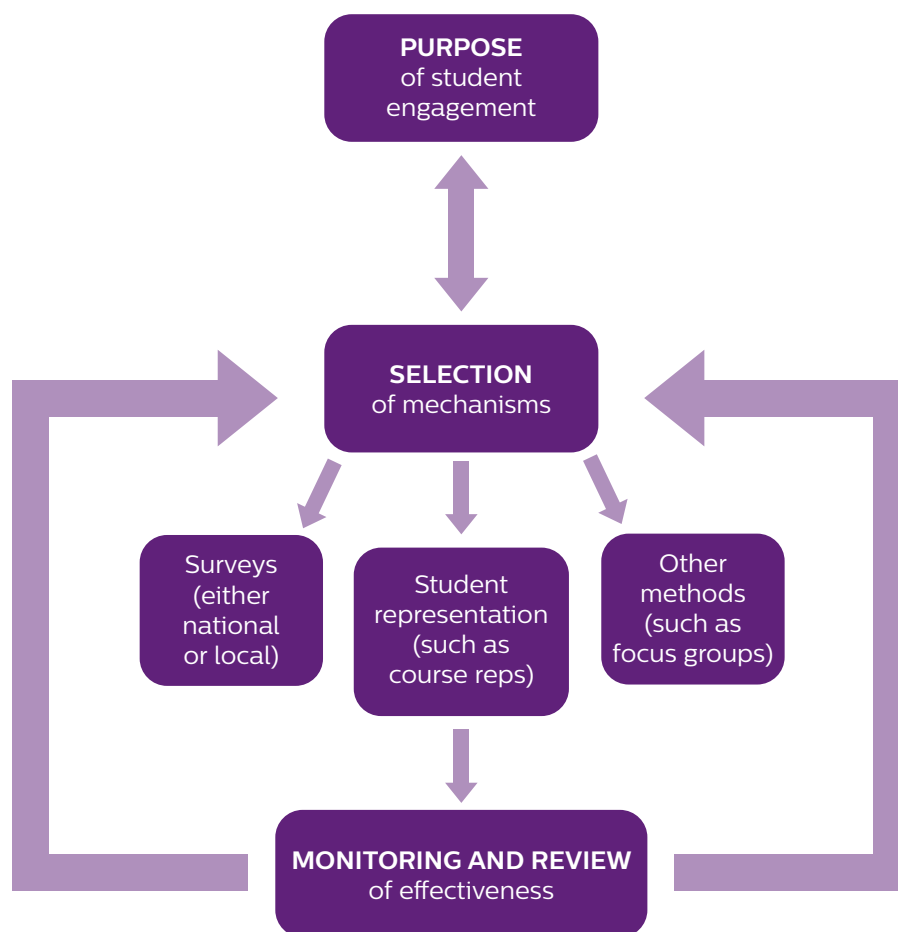 PURPOSE
of student
engagement
SELECTION
of mechanisms
Surveys
(either
national
or local)
Student
representation
(such as
course reps)
Other
methods
(such as
focus groups)
MONITORING AND REVIEW
of effectiveness